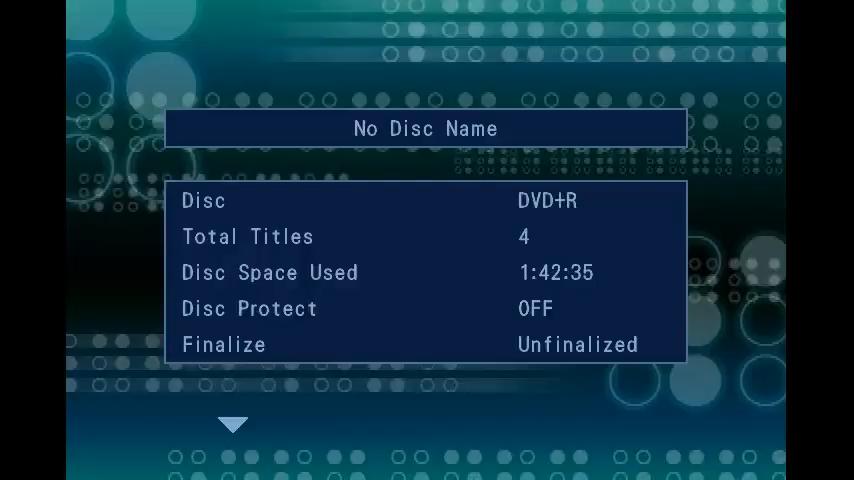 No Disc Name
Disc DVD+R
Total Titles 4
Disc Space Used 1:42:35
Disc Protect OFF
Finalize Unfinalized